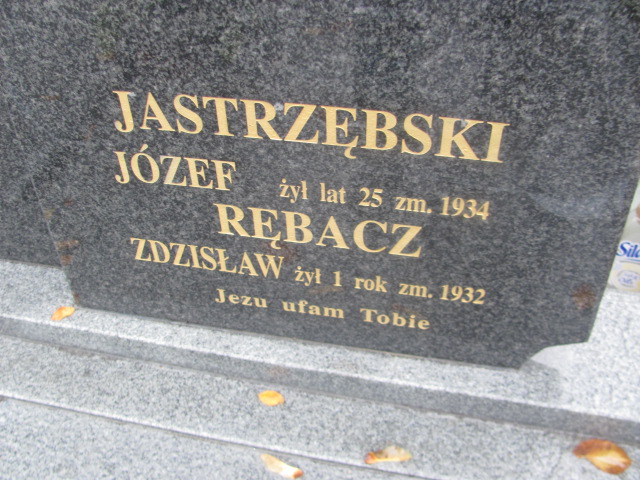 JASTRZĘBSKI
JÓZEF żył lat 25 zm. 1934
RĘBACZ
ZDZISŁAW żył 1 rok zm. 1932
Jezu ufam Tobie